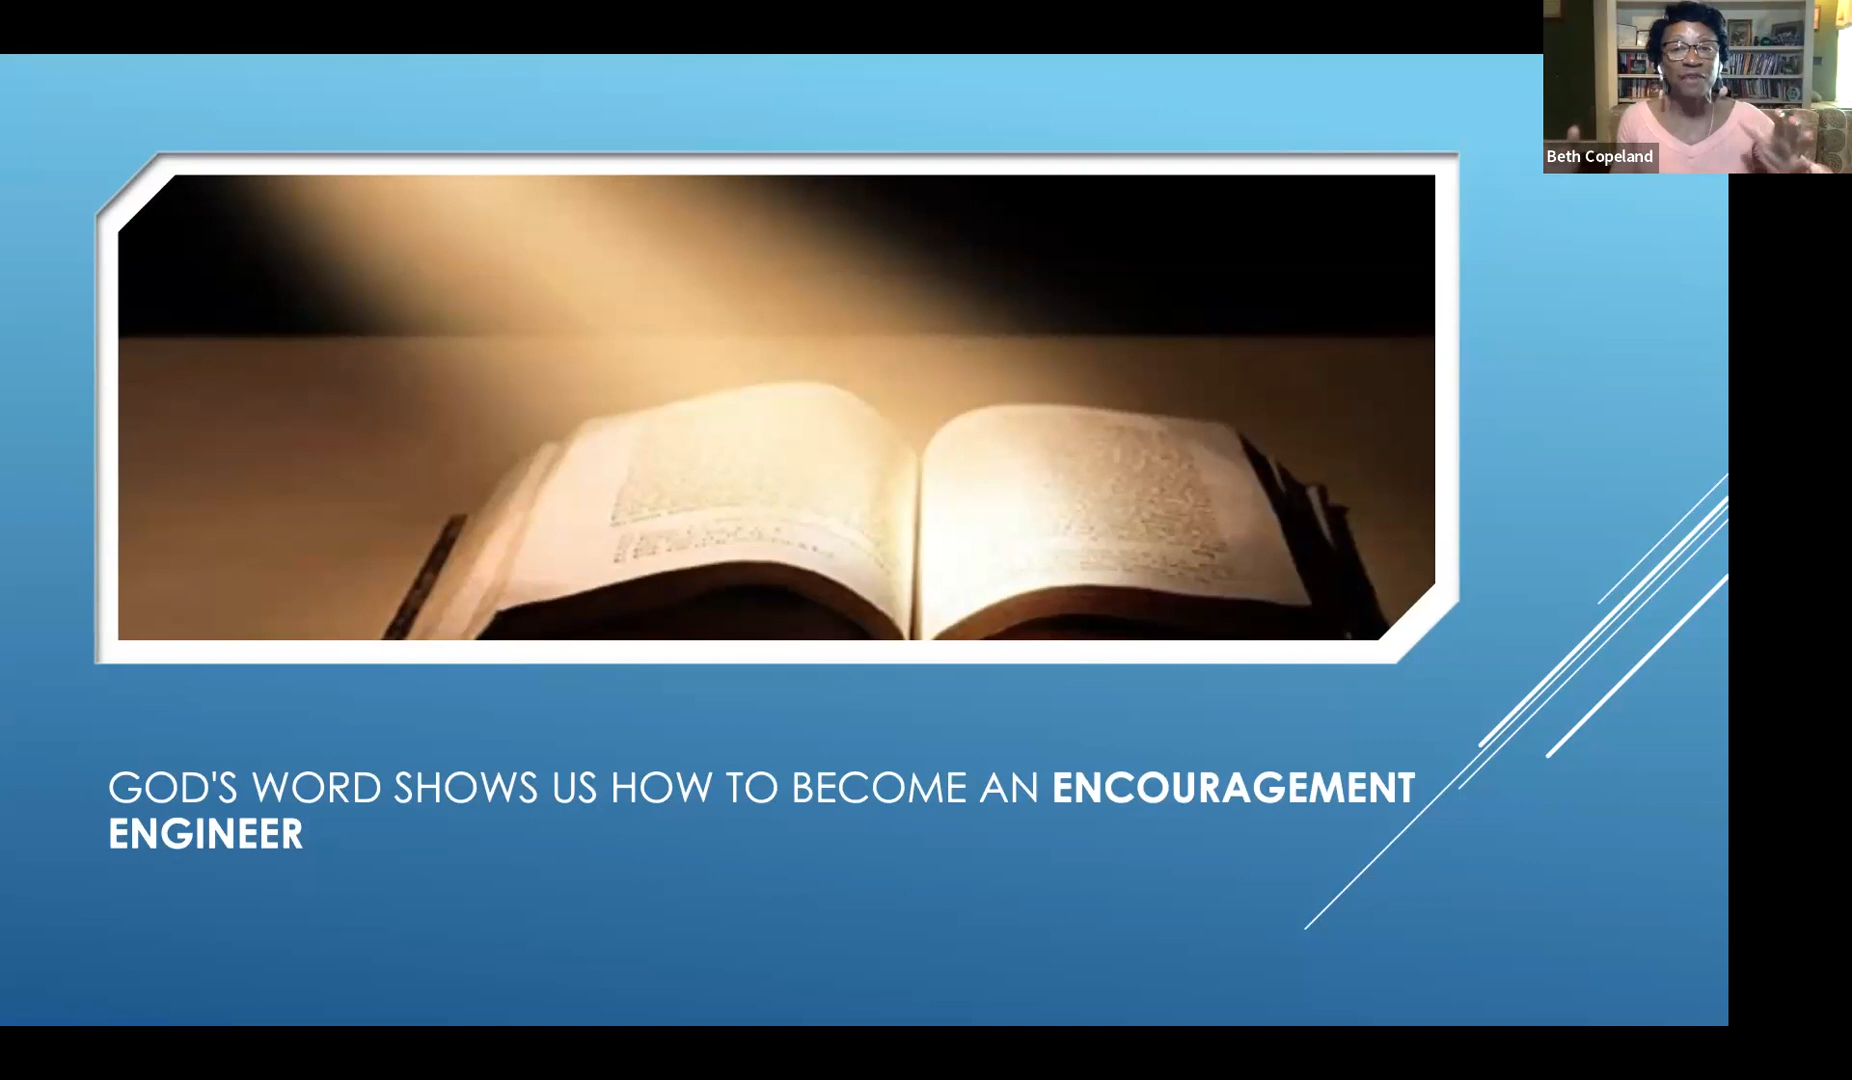 Beth Copeland
GOD'S WORD SHOWS US HOW TO BECOME AN ENCOURAGEMENT
ENGINEER